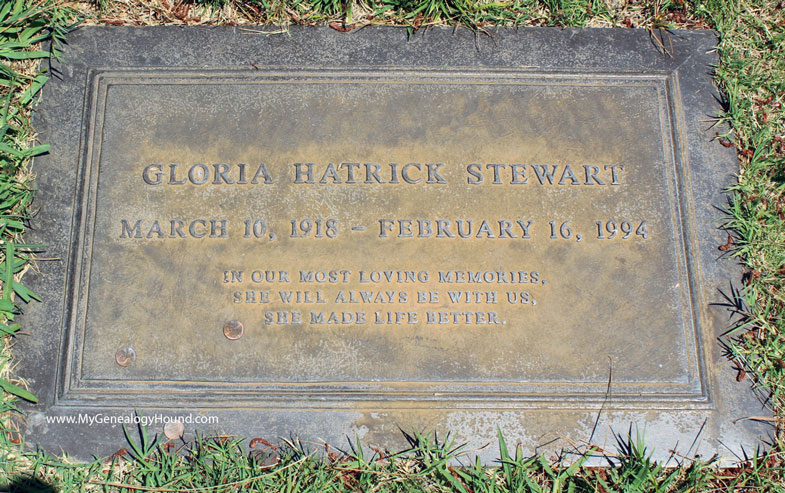 GLORIA HATRICK STEWART
MARCH 10, 1918 – FEBRUARY 16, 1994
IN OUR MOST LOVING MEMORIES,
SHE WILL ALWAYS BE WITH US,
SHE MADE LIFE BETTER.
www.MyGenealogyHound.com